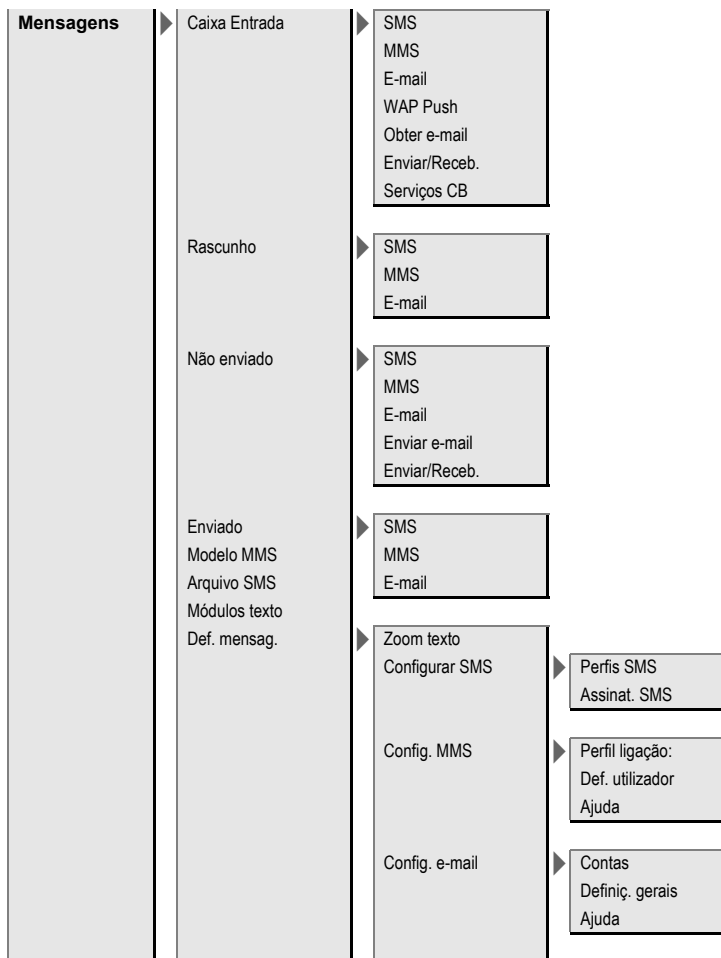 Mensagens
Caixa Entrada
SMS
MMS
E-mail
WAP Push
Obter e-mail
Enviar/Receb.
Serviços CB
Rascunho
SMS
MMS
E-mail
Não enviado
SMS
MMS
E-mail
Enviar e-mail
Enviar/Receb.
Enviado
SMS
MMS
E-mail
Modelo MMS
Arquivo SMS
Módulos texto
Def. mensag.
Zoom texto
Configurar SMS
Perfis SMS
Assinat. SMS
Config. MMS
Perfil ligação:
Def. utilizador
Ajuda
Config. e-mail
Contas
Definiç. gerais
Ajuda